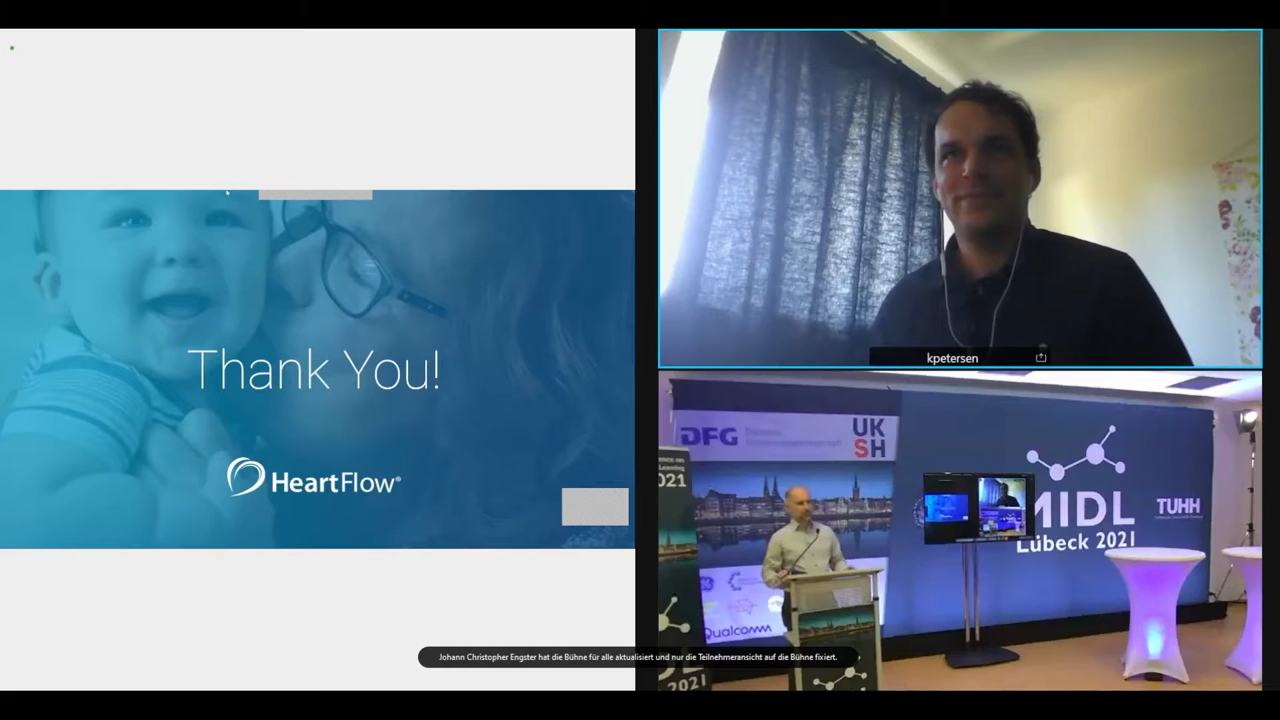 Thank You!
HeartFlow®
kpetersen
DFG
UK
SH
2021
MIDL
Lübeck 2021
TUHH
Qualcomm
2021
Johann Christopher Engster hat die Bühne für alle aktualisiert und nur die Teilnehmeransicht auf die Bühne fixiert.